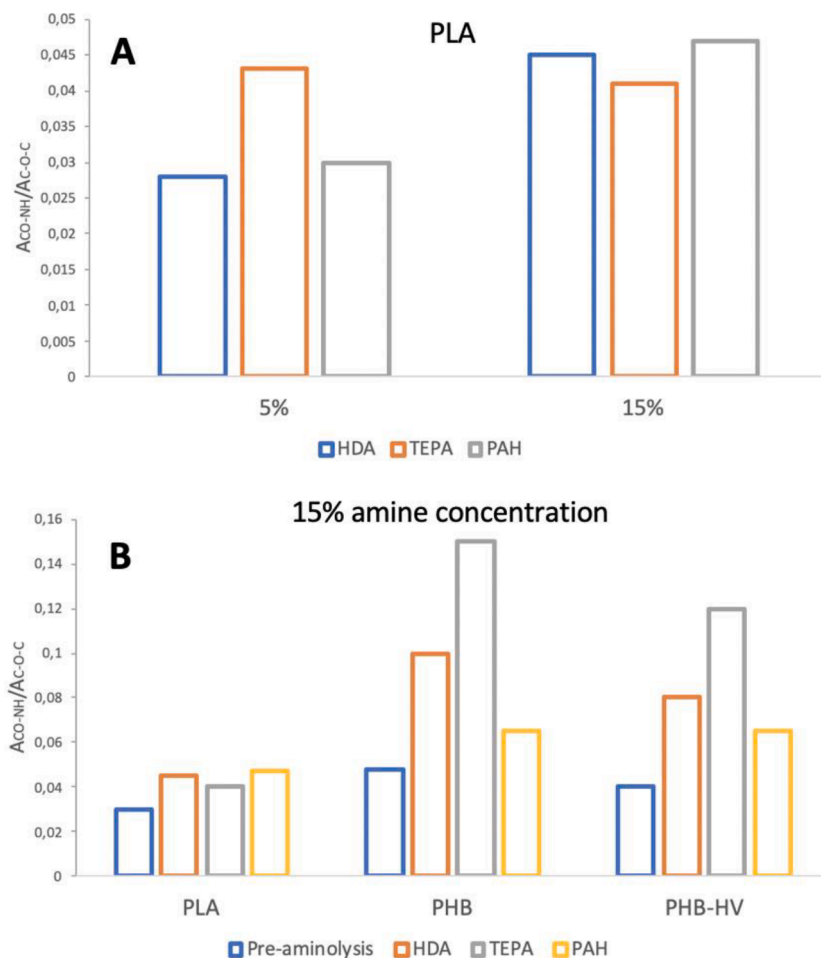 A
PLA
0,05
0,045
0,04
0,035
0,03
0,025
0,02
0,015
0,01
0,005
0
ACO-NH/AC-O-C
5% 15%
HDA TEPA PAH
B
15% amine concentration
0,16
0,14
0,12
0,1
0,08
0,06
0,04
0,02
0
ACO-NH/AC-O-C
PLA PHB PHB-HV
Pre-aminolysis HDA TEPA PAH